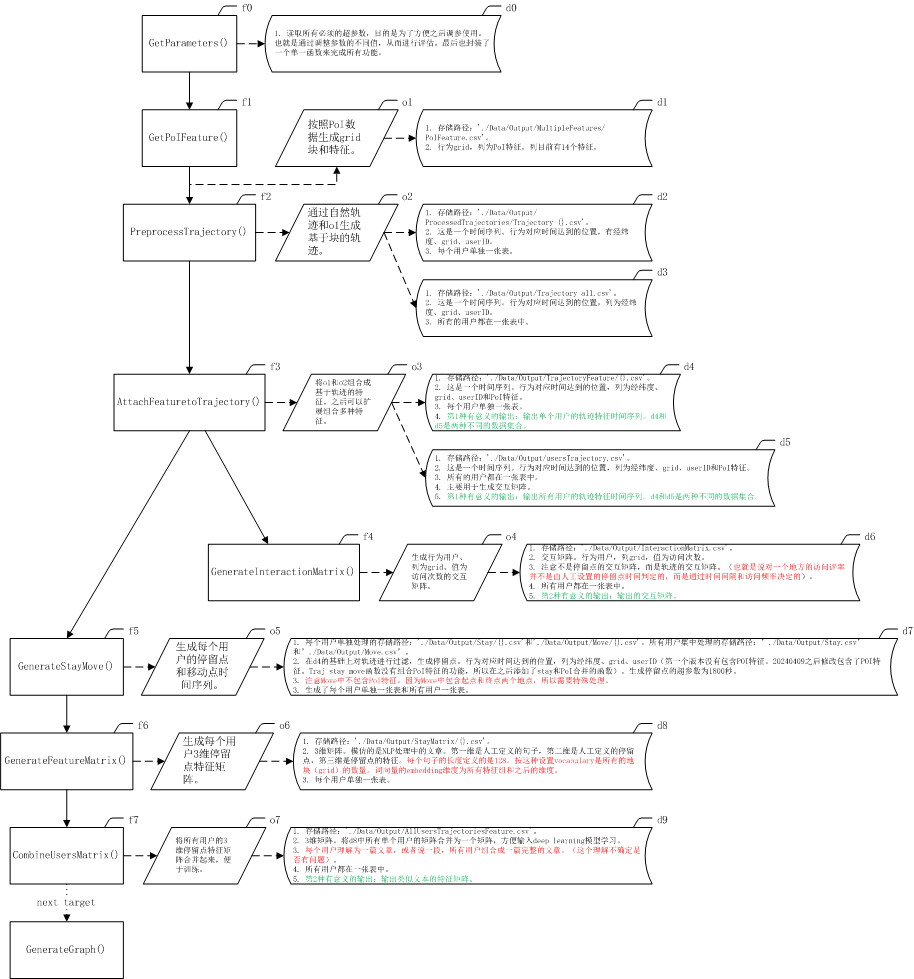 f0
d0
GetParameters()
1. 读取所有必须的超参数，目的是为了方便之后调参使用。
也就是通过调整参数的不同值，从而进行评估。最后也封装了
一个单一函数来完成所有功能。
f1
o1
d1
GetPoIFeature()
按照PoI数
据生成grid
块和特征。
1. 存储路径：'./Data/Output/MultipleFeatures/
PoIFeature.csv'。
2. 行为grid，列为PoI特征。列目前有14个特征。
f2
o2
d2
PreprocessTrajectory()
通过自然轨
迹和o1生成
基于块的轨
迹。
1. 存储路径：'./Data/Output/
ProcessedTrajectories/Trajectory {}.csv'。
2. 这是一个时间序列。行为对应时间达到的位置，有经纬
度、grid、userID。
3. 每个用户单独一张表。
d3
1. 存储路径：'./Data/Output/Trajectory all.csv'。
2. 这是一个时间序列。行为对应时间达到的位置，列为经纬
度、grid、userID。
3. 所有的用户都在一张表中。
f3
o3
d4
AttachFeaturetoTrajectory()
将o1和o2组合成
基于轨迹的特
征。之后可以扩
展组合多种特
征。
1. 存储路径：'./Data/Output/TrajectoryFeature/{}.csv'。
2. 这是一个时间序列。行为对应时间达到的位置，列为经纬度、
grid、userID和PoI特征。
3. 每个用户单独一张表。
4. 第1种有意义的输出：输出单个用户的轨迹特征时间序列。d4和
d5是两种不同的数据集合。
d5
1. 存储路径：'./Data/Output/usersTrajectory.csv'。
2. 这是一个时间序列。行为对应时间达到的位置，列为经纬度、grid、userID和PoI特征。
3. 所有的用户都在一张表中。
4. 主要用于生成交互矩阵。
5. 第1种有意义的输出：输出所有用户的轨迹特征时间序列。d4和d5是两种不同的数据集合。
f4
o4
d6
GenerateInteractionMatrix()
生成行为用户、
列为grid、值为
访问次数的交互
矩阵。
1. 存储路径：'./Data/Output/InteractionMatrix.csv'。
2. 交互矩阵。行为用户，列grid，值为访问次数。
3. 注意不是停留点的交互矩阵，而是轨迹的交互矩阵。（也就是说对一个地方的访问评率
并不是由人工设置的停留点时间判定的，而是通过时间间隔和访问频率决定的）。
4. 所有用户都在一张表中。
5. 第2种有意义的输出：输出的交互矩阵。
f5
o5
d7
GenerateStayMove()
生成每个用
户的停留点
和移动点时
间序列。
1. 每个用户单独处理的存储路径：'./Data/Output/Stay/{}.csv'和'./Data/Output/Move/{}.csv'。所有用户集中处理的存储路径：'./Data/Output/Stay.csv'
和'./Data/Output/Move.csv'。
2. 在d4的基础上对轨迹进行过滤，生成停留点。行为对应时间达到的位置，列为经纬度、grid、userID（第一个版本没有包含POI特征。20240409之后修改包含了POI特
征。Traj stay move函数没有组合PoI特征的功能，所以在之后添加了stay和PoI合并的函数）。生成停留点的超参数为1800秒。
3. 注意Move中不包含PoI特征。因为Move中包含起点和终点两个地点，所以需要特殊处理。
3. 生成了每个用户单独一张表和所有用户一张表。
f6
o6
d8
GenerateFeatureMatrix()
生成每个用
户3维停留
点特征矩
阵。
1. 存储路径：'./Data/Output/StayMatrix/{}.csv'。
2. 3维矩阵。模仿的是NLP处理中的文章。第一维是人工定义的句子，第二维是人工定义的停留
点，第三维是停留点的特征。每个句子的长度定义的是128。按这种设置vocabulary是所有的地
块（grid）的数量。词向量的embedding维度为所有特征组和之后的维度。
3. 每个用户单独一张表。
f7
o7
d9
CombineUsersMatrix()
将所有用户的3
维停留点特征矩
阵合并起来，便
于训练。
1. 存储路径：'./Data/Output/AllUsersTrajectoriesFeature.csv'。
2. 3维矩阵。将d8中所有单个用户的矩阵合并为一个矩阵，方便输入deep learning模型学习。
3. 每个用户理解为一篇文章，或者说一段，所有用户组合成一篇完整的文章。（这个理解不确定是
否有问题）。
4. 所有用户都在一张表中。
5. 第2种有意义的输出：输出类似文本的特征矩阵。
next target
GenerateGraph()